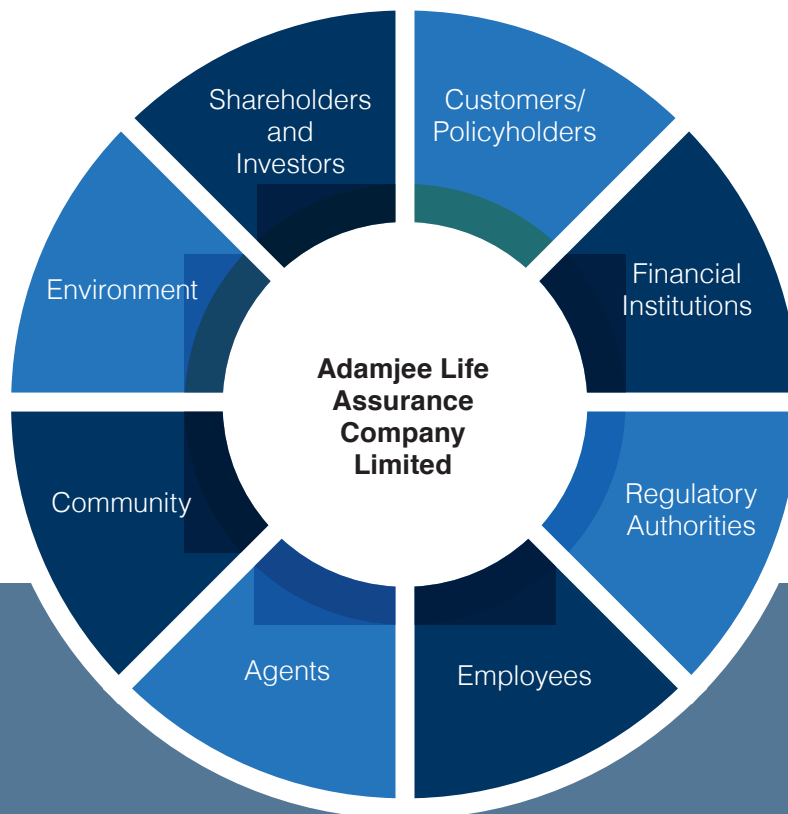 Shareholders
and
Investors
Customers/
Policyholders
Financial
Institutions
Regulatory
Authorities
Employees
Agents
Community
Environment
Adamjee Life
Assurance
Company
Limited